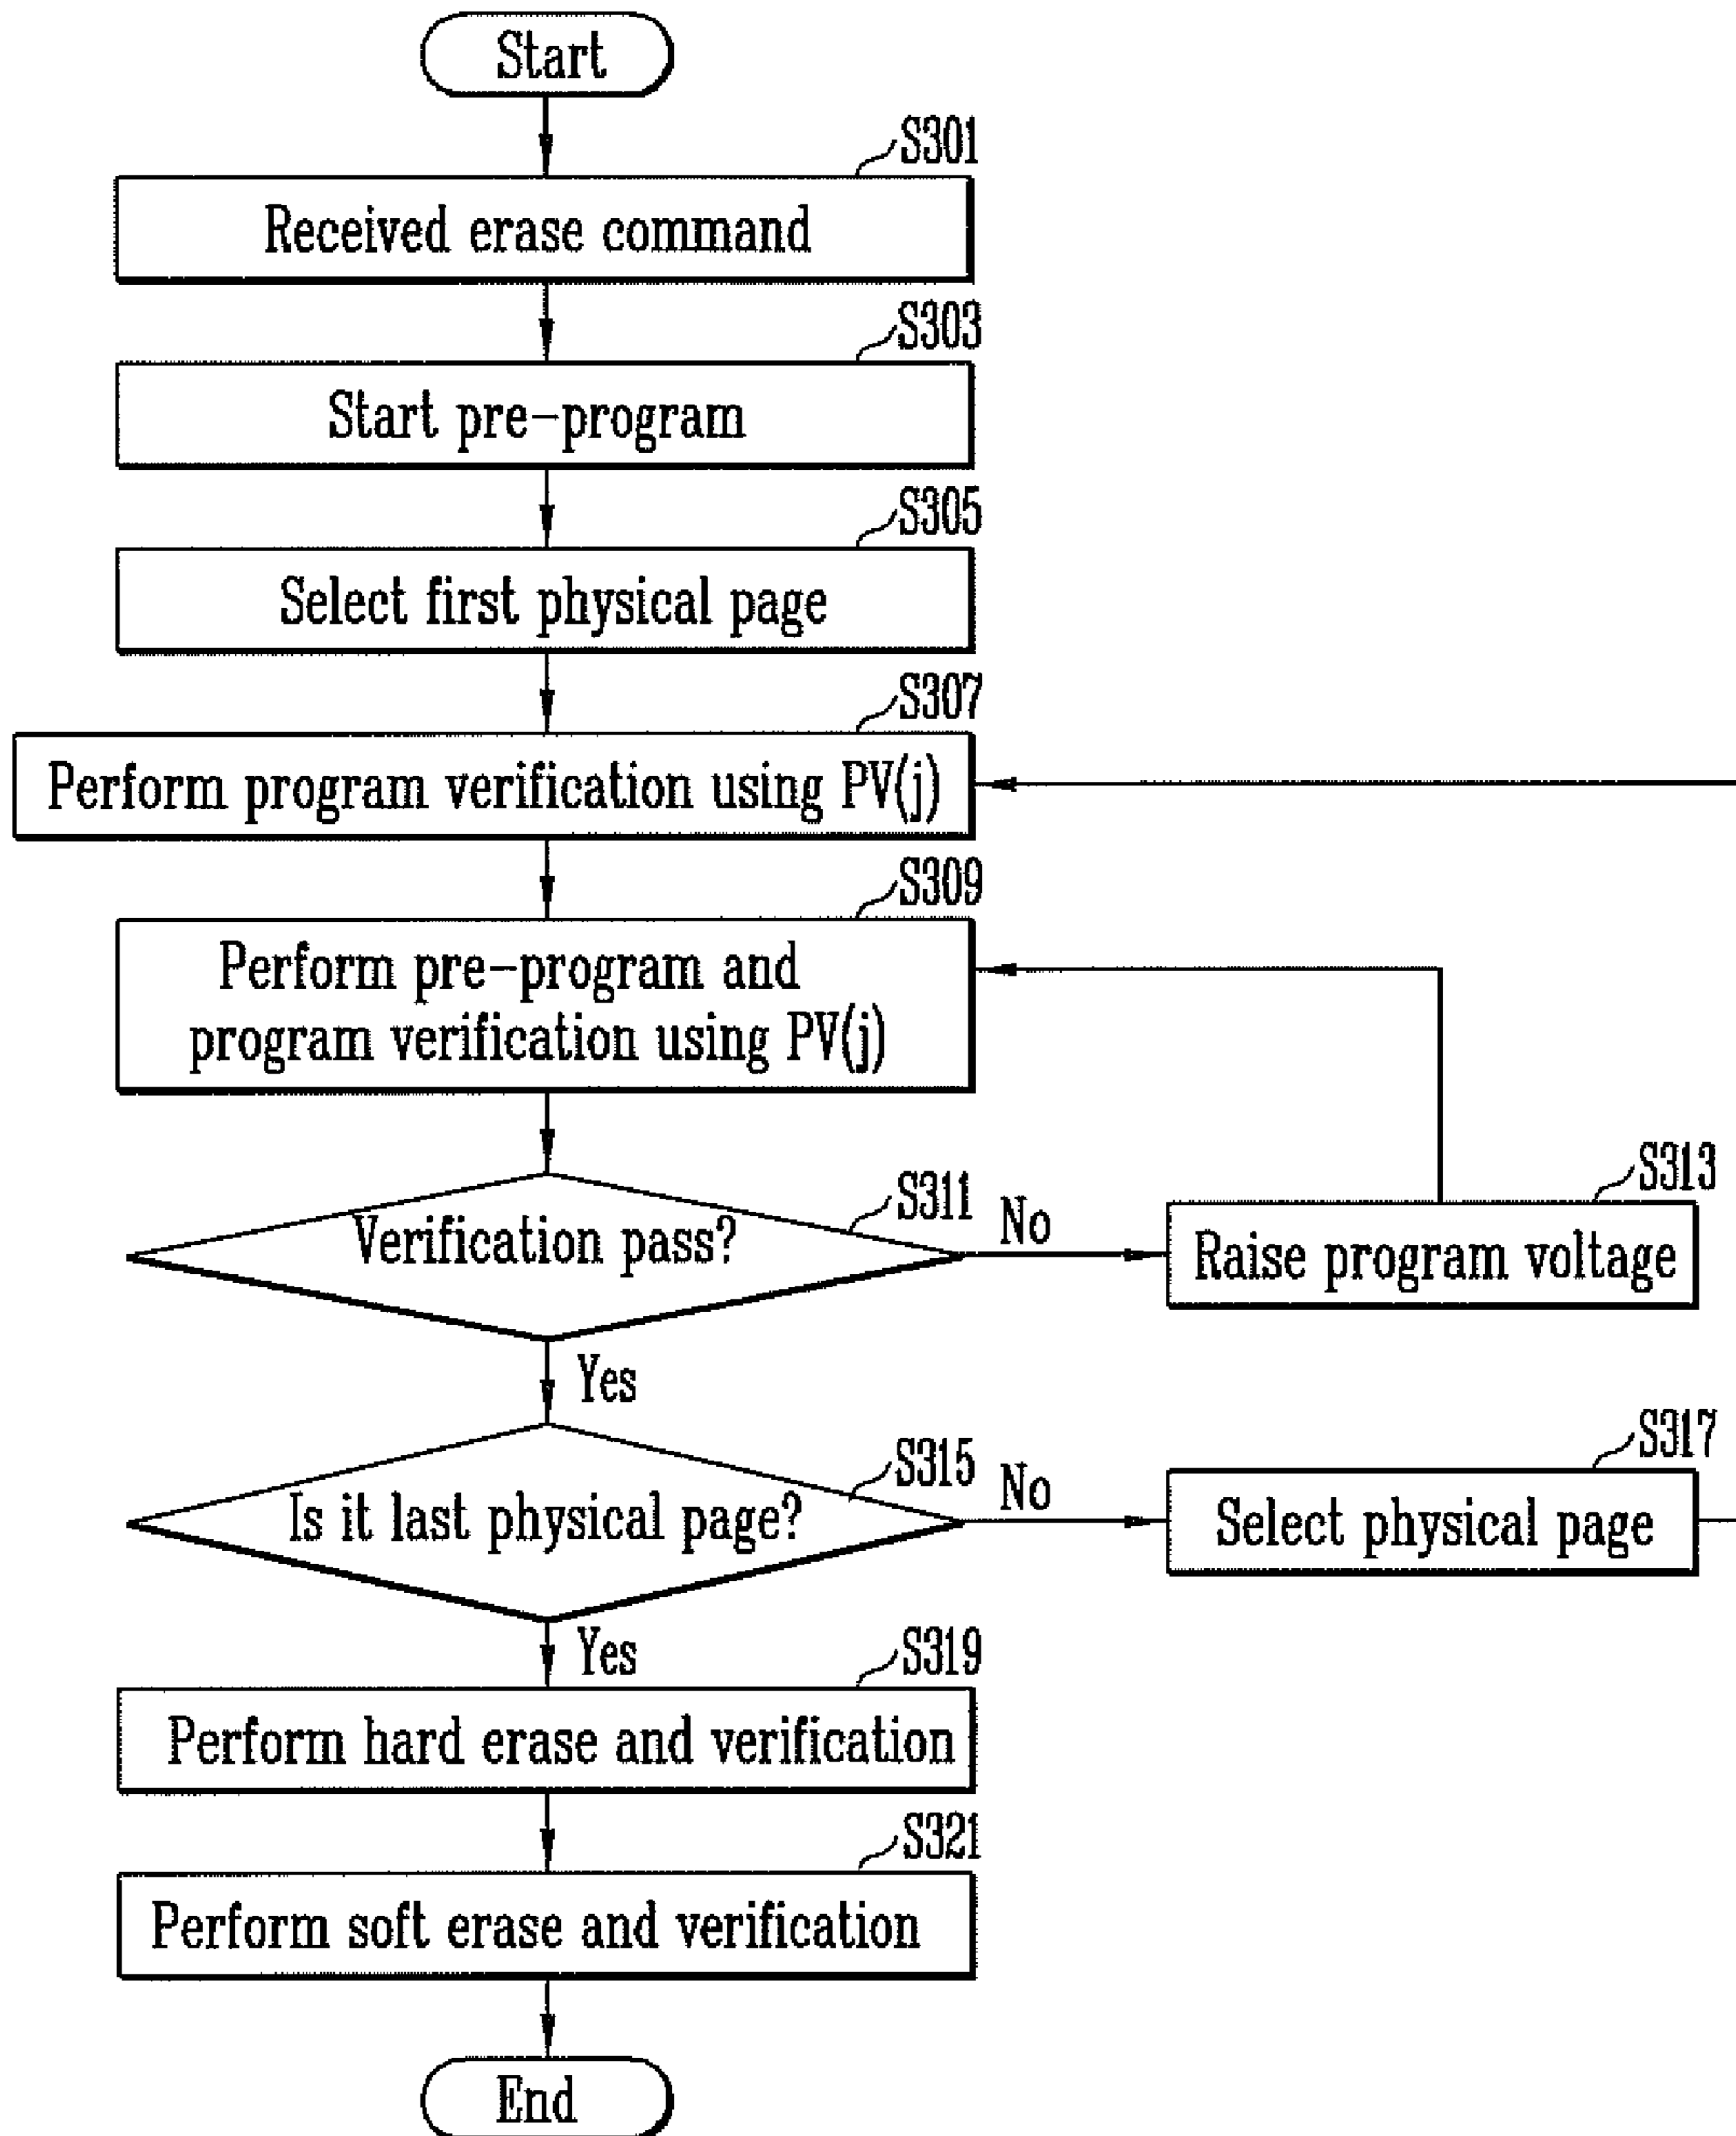 Start
S301
Received erase command
S303
Start pre-program
S305
Select first physical page
S307
Perform program verification using PV(j)
S309
Perform pre-program and
program verification using PV(j)
S311
Verification pass?
No
S313
Raise program voltage
Yes
S315
Is it last physical page?
No
S317
Select physical page
Yes
S319
Perform hard erase and verification
S321
Perform soft erase and verification
End